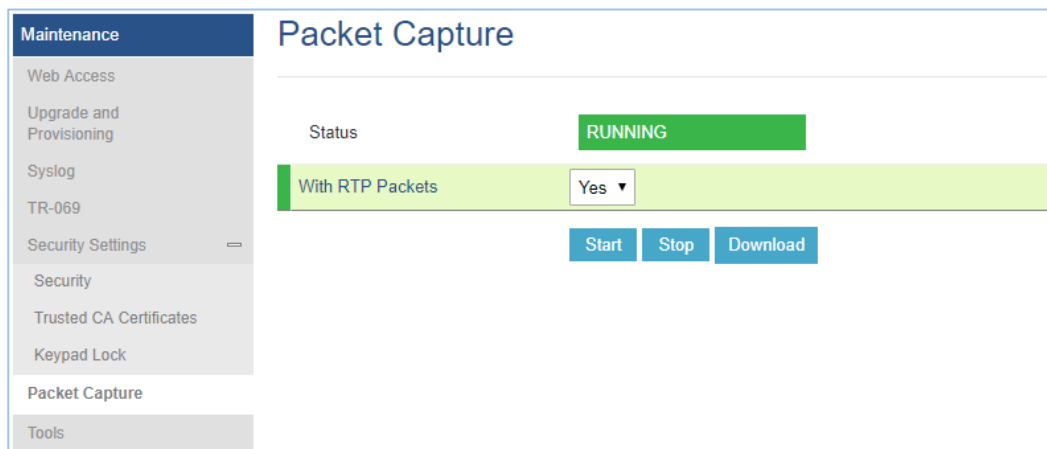 Maintenance
Web Access
Upgrade and
Provisioning
Syslog
TR-069
Security Settings
Security
Trusted CA Certificates
Keypad Lock
Packet Capture
Tools
Packet Capture
Status
RUNNING
With RTP Packets
Yes
Start
Stop
Download